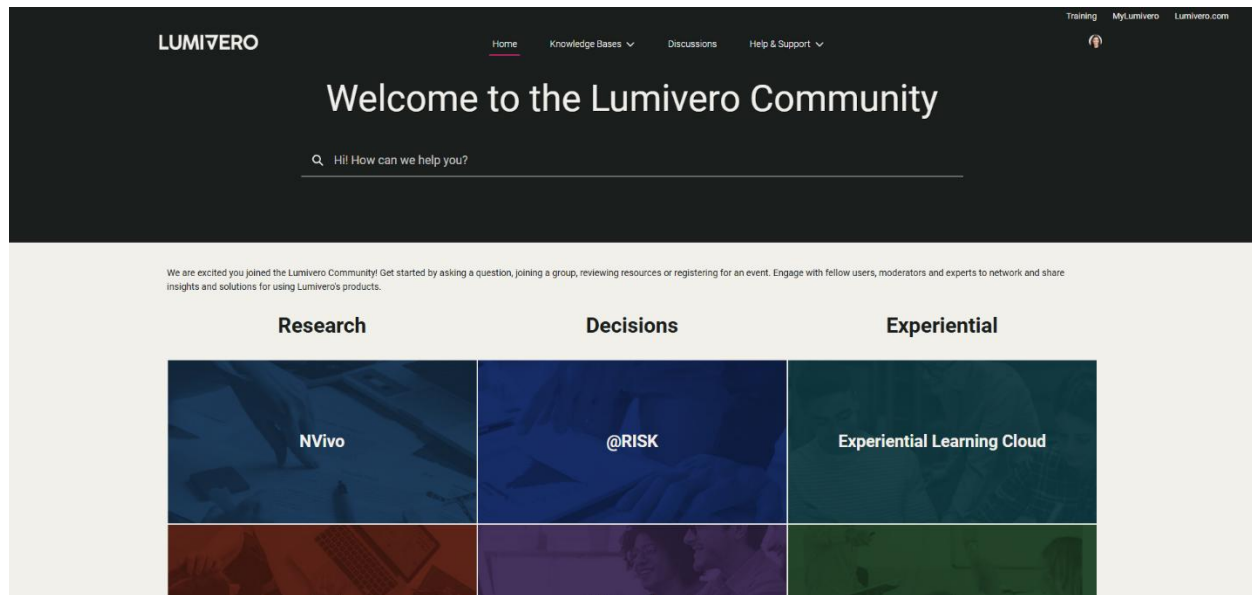 Training MyLumivero Lumivero.com
LUMIVERO
Home Knowledge Bases Discussions Help & Support
Welcome to the Lumivero Community
Hi! How can we help you?
We are excited you joined the Lumivero Community! Get started by asking a question, joining a group, reviewing resources or registering for an event. Engage with fellow users, moderators and experts to network and share
insights and solutions for using Lumivero's products.
Research Decisions Experiential
NVivo @RISK Experiential Learning Cloud